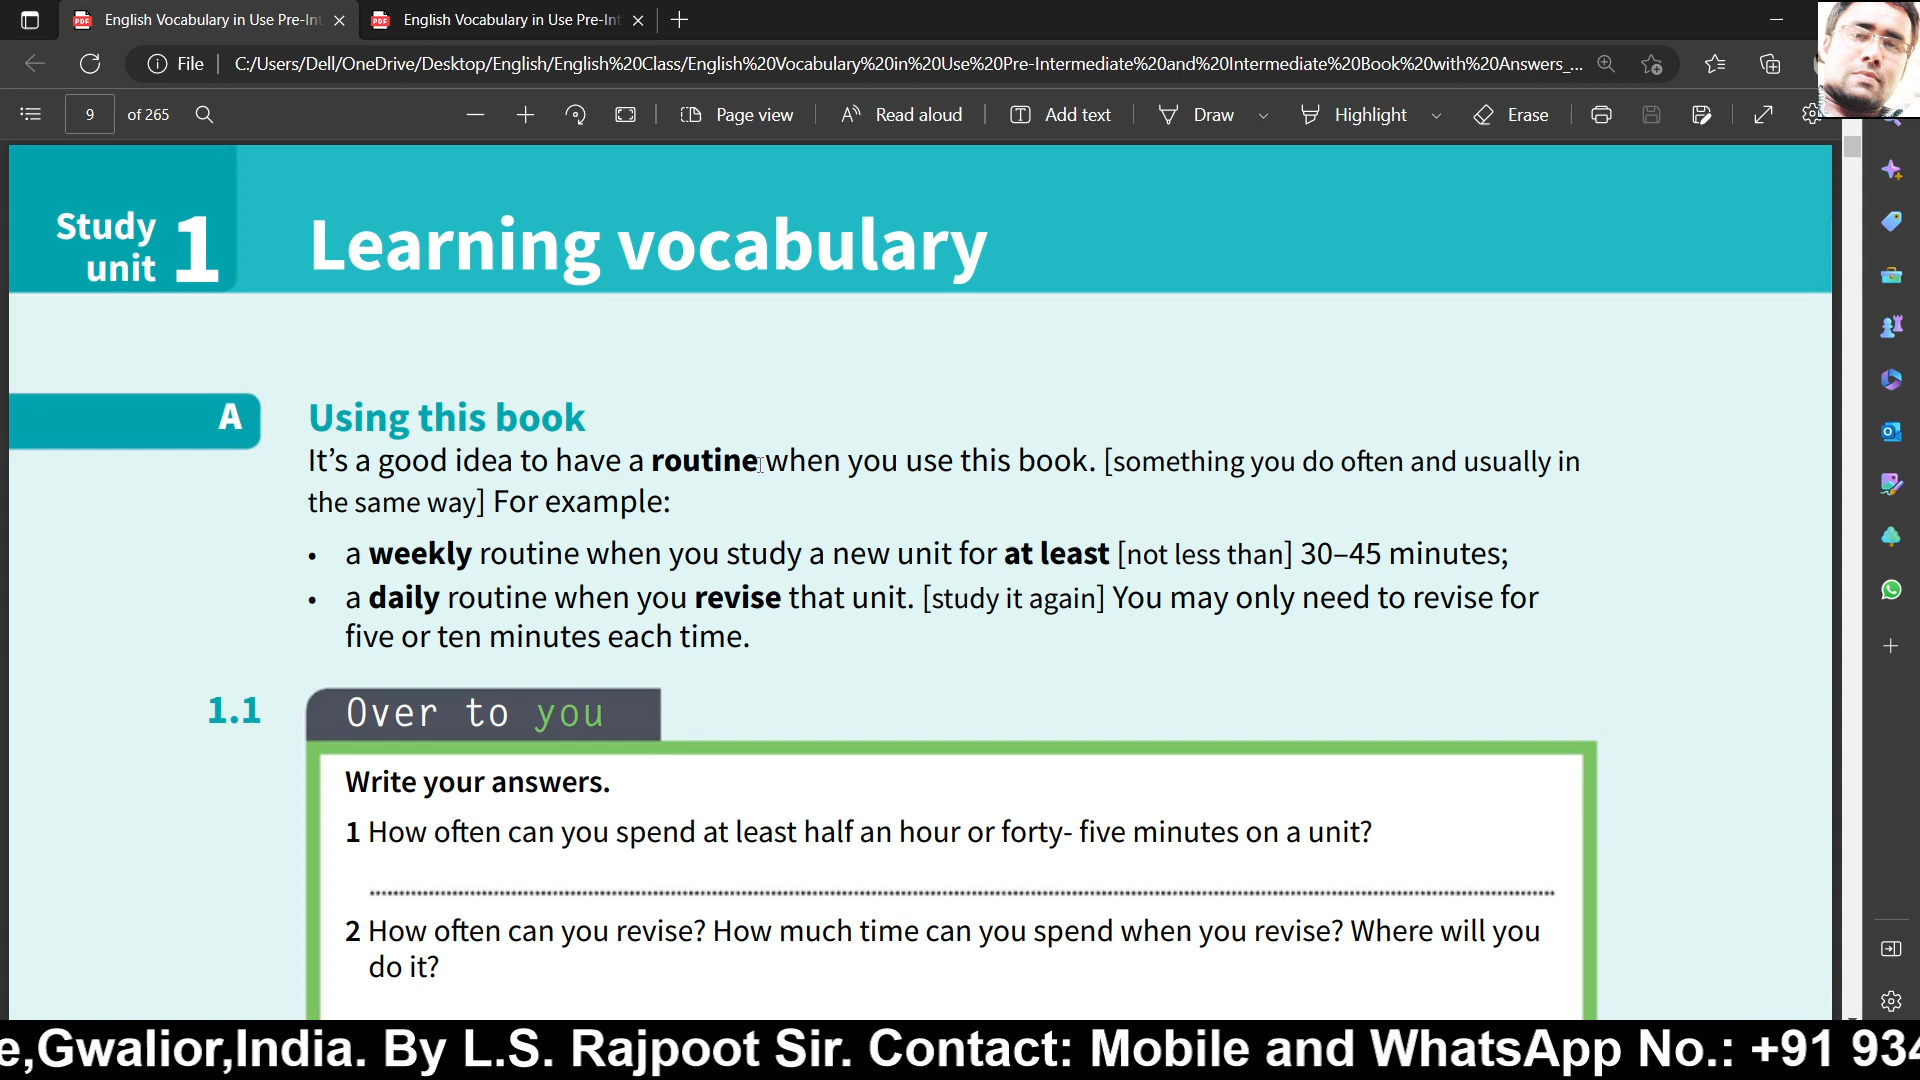 English Vocabulary in Use Pre-Int
English Vocabulary in Use Pre-Int
File
C:/Users/Dell/OneDrive/Desktop/English/English%20Class/English%20Vocabulary%20in%20Use%20Pre-Intermediate%20and%20Intermediate%20Book%20with%20Answers_...
9 of 265
Page view
Read aloud
Add text
Draw
Highlight
Erase
Study unit 1
Learning vocabulary
A
Using this book
It’s a good idea to have a routine when you use this book. [something you do often and usually in
the same way] For example:
• a weekly routine when you study a new unit for at least [not less than] 30–45 minutes;
• a daily routine when you revise that unit. [study it again] You may only need to revise for
five or ten minutes each time.
1.1
Over to you
Write your answers.
1 How often can you spend at least half an hour or forty- five minutes on a unit?
2 How often can you revise? How much time can you spend when you revise? Where will you
do it?
e,Gwalior,India. By L.S. Rajpoot Sir. Contact: Mobile and WhatsApp No.: +91 934